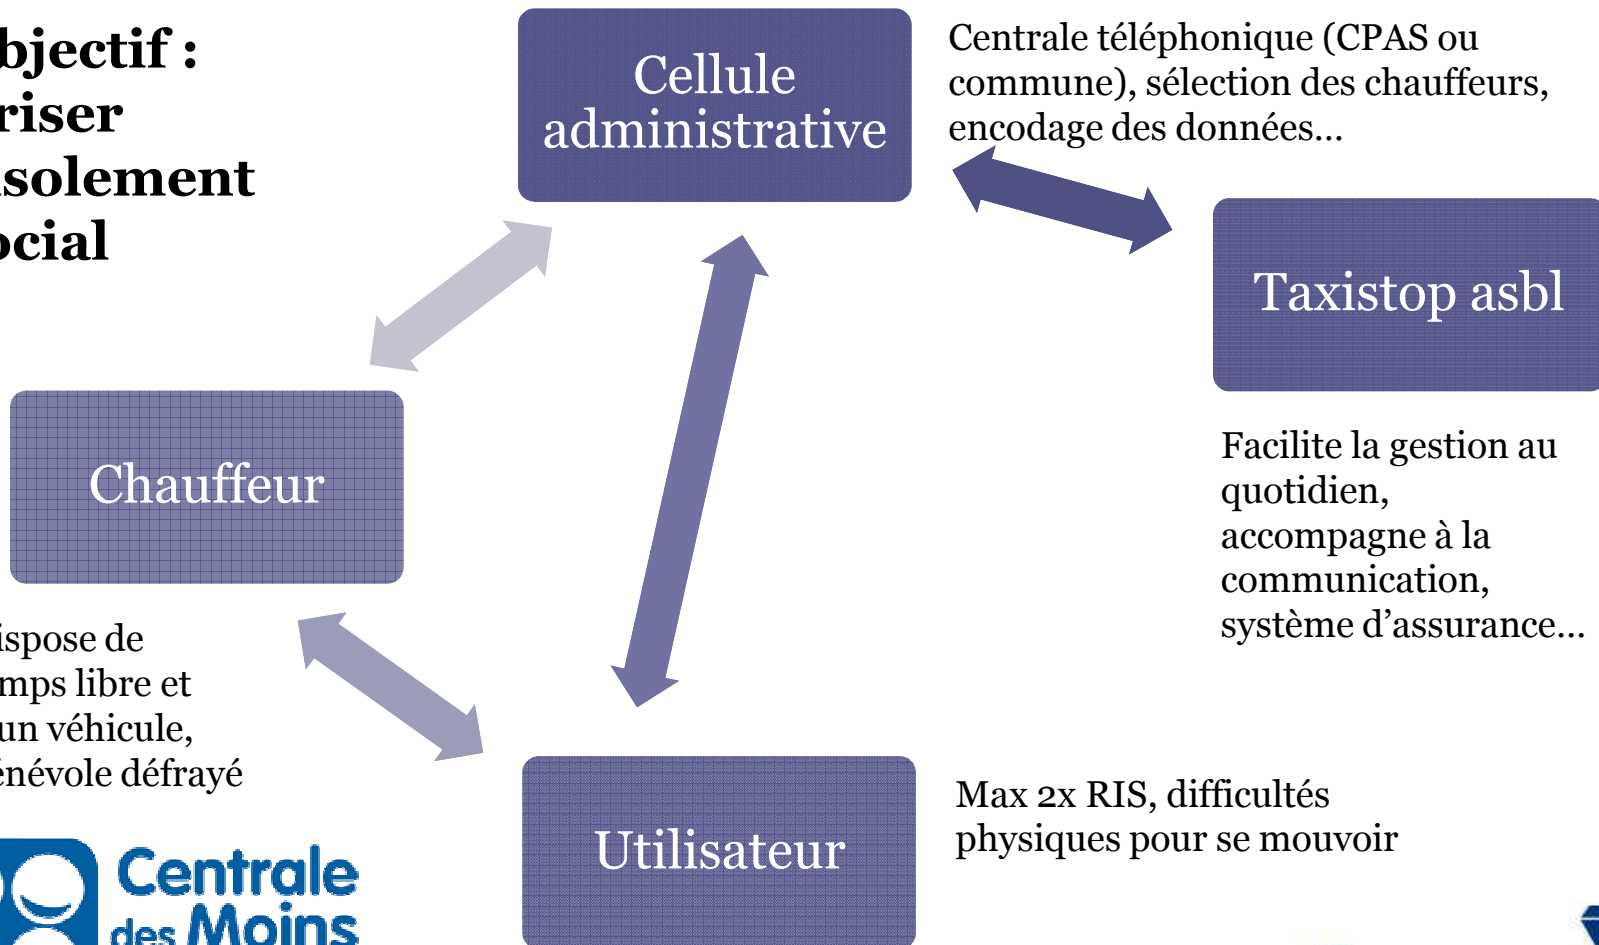 bjectif :
riser
isolement
ocial
Cellule
administrative
Centrale téléphonique (CPAS ou
commune), sélection des chauffeurs,
encodage des données...
Taxistop asbl
Facilite la gestion au
quotidien,
accompagne à la
communication,
système d'assurance...
Chauffeur
ispose de
mps libre et
un véhicule,
énévole défrayé
Utilisateur
Max 2x RIS, difficultés
physiques pour se mouvoir
Centrale
des Moins